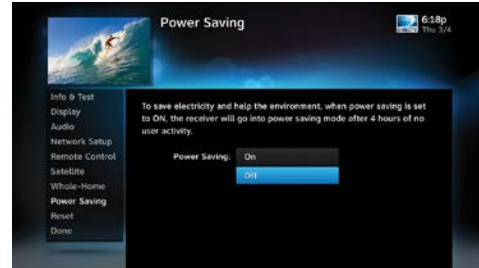 Power Saving
6:18p
DIRECTV
Thu 3/4
Info & Test
Display
Audio
Network Setup
Remote Control
Satellite
Whole-Home
Power Saving
Reset
Done
To save electricity and help the environment, when power saving is set
to ON, the receiver will go into power saving mode after 4 hours of no
user activity.
Power Saving: On
Off